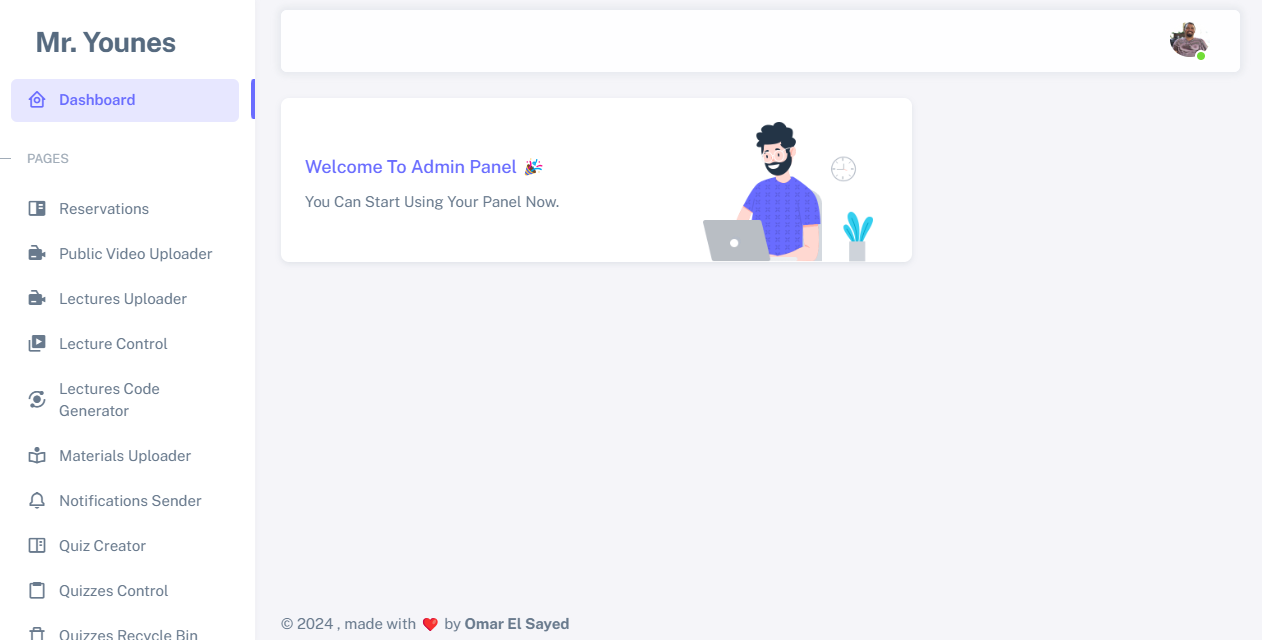 Mr. Younes
Dashboard
PAGES
Reservations
Public Video Uploader
Lectures Uploader
Lecture Control
Lectures Code
Generator
Materials Uploader
Notifications Sender
Quiz Creator
Quizzes Control
Quizzes Recycle Bin
Welcome To Admin Panel 🎉
You Can Start Using Your Panel Now.
© 2024 , made with ❤️ by Omar El Sayed